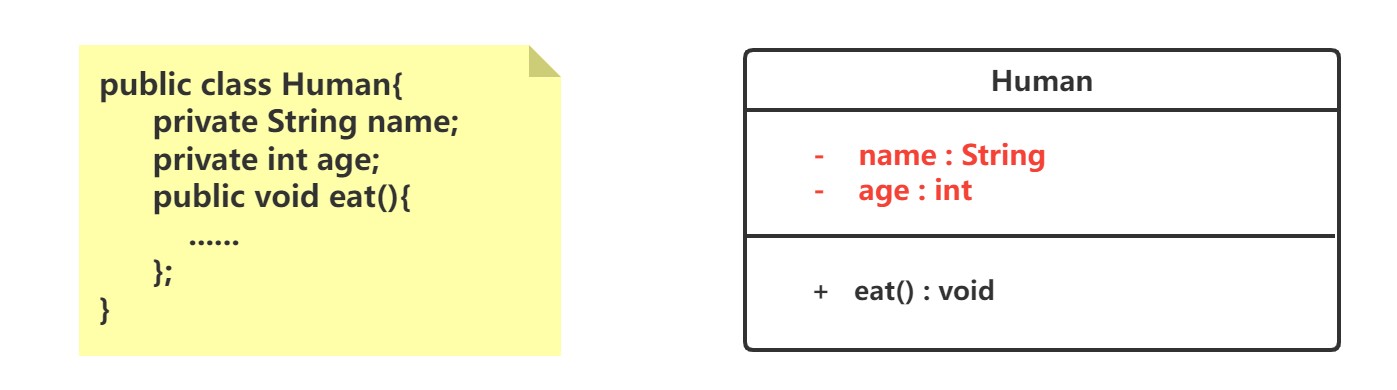 public class Human{
private String name;
private int age;
public void eat(){
......
};
}
Human
- name : String
- age : int
+ eat() : void